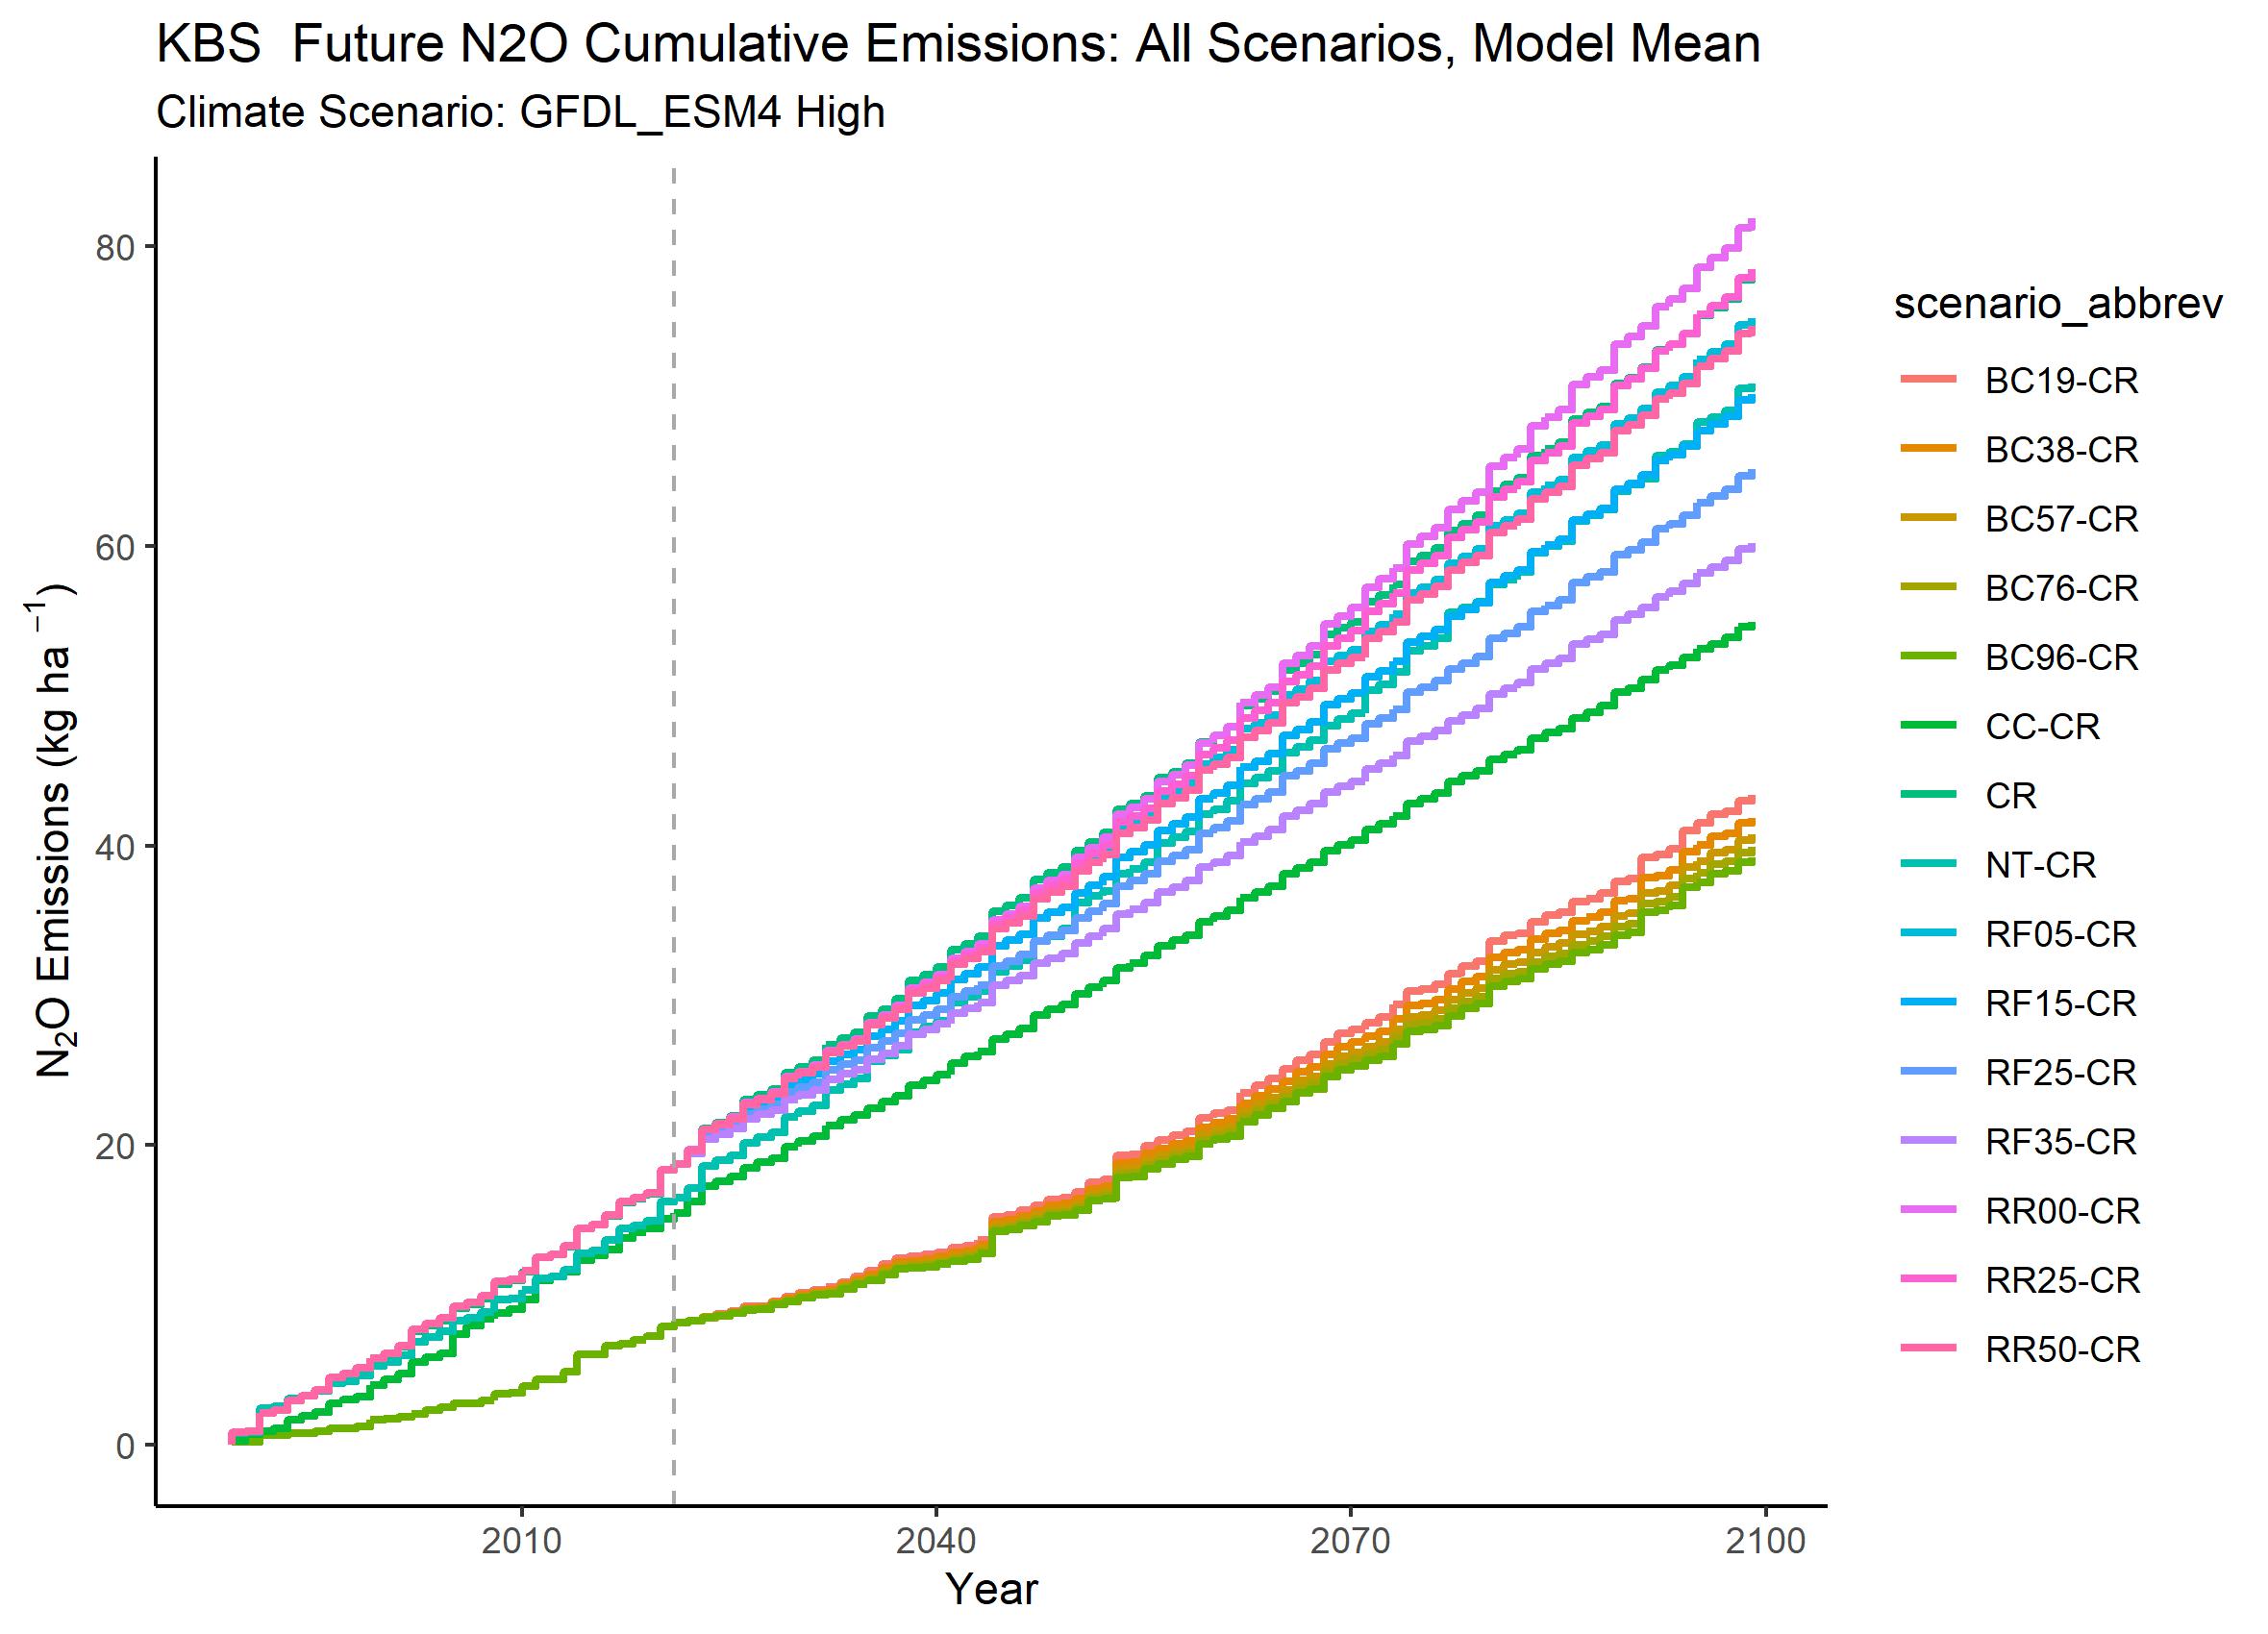 KBS  Future N2O Cumulative Emissions: All Scenarios, Model Mean
Climate Scenario: GFDL_ESM4 High
80
60
40
20
0
N₂O Emissions (kg ha ⁻¹)
2010
2040
2070
2100
Year
scenario_abbrev
BC19-CR
BC38-CR
BC57-CR
BC76-CR
BC96-CR
CC-CR
CR
NT-CR
RF05-CR
RF15-CR
RF25-CR
RF35-CR
RR00-CR
RR25-CR
RR50-CR